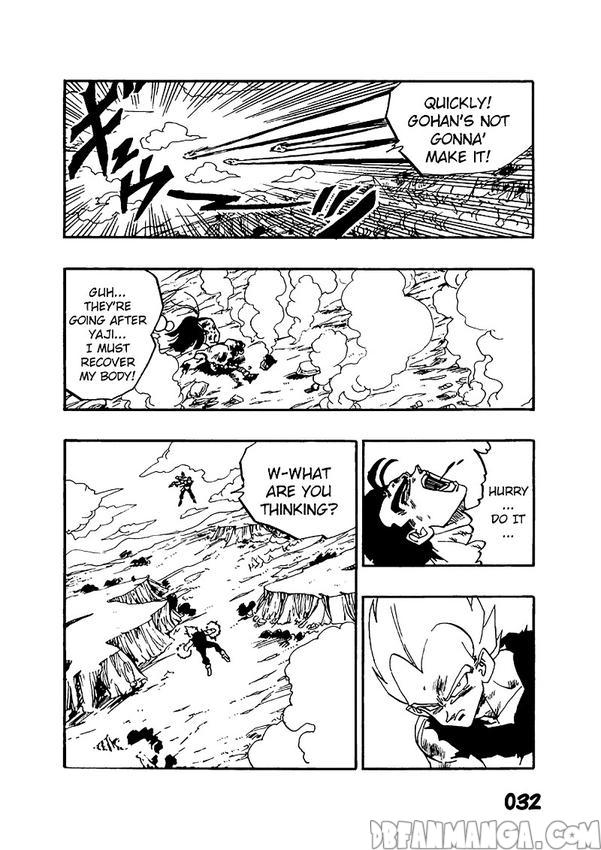 QUICKLY!
GOHAN'S NOT
GONNA'
MAKE IT!
GUH...
THEY'RE
GOING AFTER
YAJI...
I MUST
RECOVER
MY BODY!
W-WHAT
ARE YOU
THINKING?
HURRY
...
DO IT
...
032
DBFANMANGA.COM